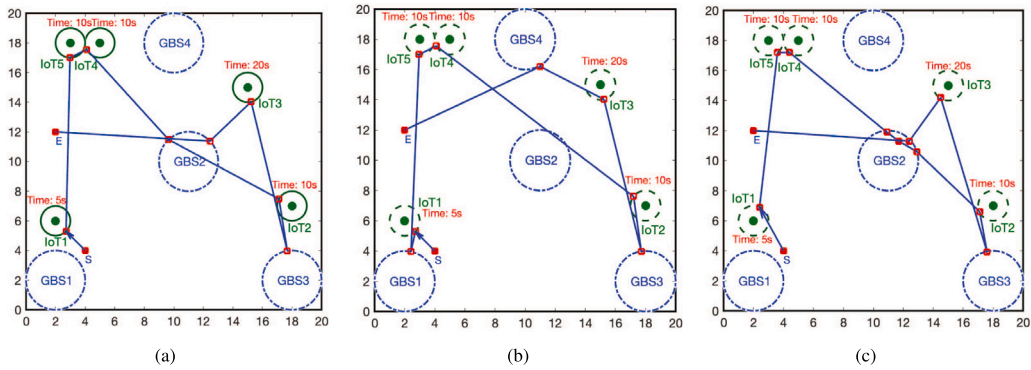 20
18
16
14
12
10
8
6
4
2
0
0 2 4 6 8 10 12 14 16 18 20
Time: 10s Time: 10s
IoT5 IoT4
GBS4
Time: 20s
IoT3
E
GBS2
Time: 10s
IoT2
Time: 5s
IoT1
S
GBS1
GBS3
(a)
20
18
16
14
12
10
8
6
4
2
0
0 2 4 6 8 10 12 14 16 18 20
Time: 10s Time: 10s
IoT5 IoT4
GBS4
Time: 20s
IoT3
E
GBS2
Time: 10s
IoT2
IoT1
Time: 5s
S
GBS1
GBS3
(b)
20
18
16
14
12
10
8
6
4
2
0
0 2 4 6 8 10 12 14 16 18 20
Time: 10s Time: 10s
IoT5 IoT4
GBS4
Time: 20s
IoT3
E
GBS2
Time: 10s
IoT2
IoT1
Time: 5s
S
GBS1
GBS3
(c)